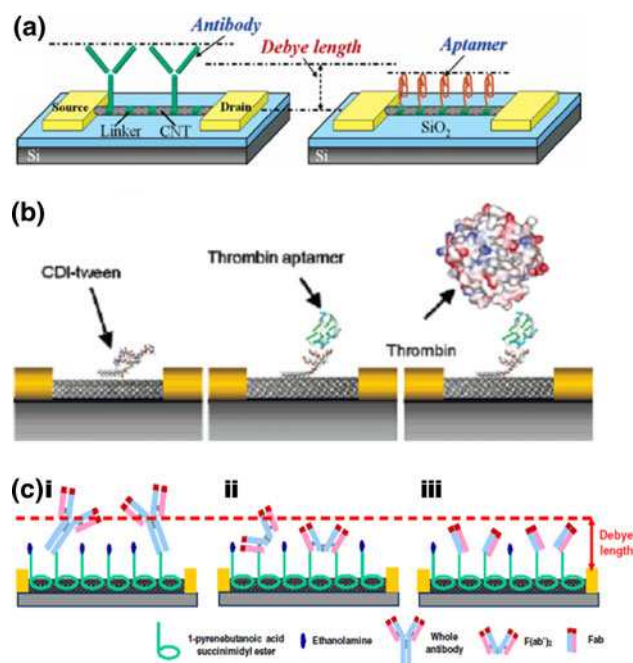 (a)
Antibody
Debye length
Aptamer
Source
Drain
Linker
CNT
SiO₂
Si
(b)
CDI-tween
Thrombin aptamer
Thrombin
(c) i
ii
iii
Debye
length
1-pyrenebutanoic acid
succinimidyl ester
Ethanolamine
Whole
antibody
F(ab')₂
Fab